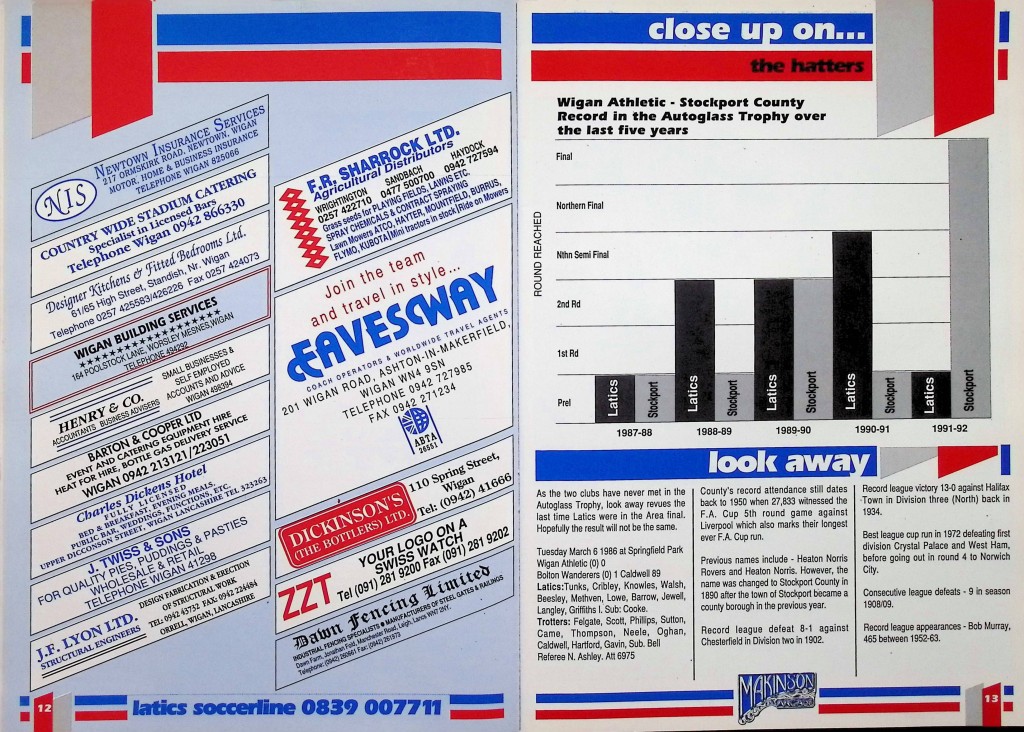 NIS
NEWTOWN INSURANCE SERVICES
217 ORMSKIRK ROAD, NEWTOWN, WIGAN
MOTOR, HOME & BUSINESS INSURANCE
TELEPHONE WIGAN 825066
COUNTRY WIDE STADIUM CATERING
Specialist in Licensed Bars
Telephone Wigan 0942 866330
Designer Kitchens & Fitted Bedrooms Ltd.
61/65 High Street, Standish, Nr. Wigan
Telephone 0257 425583/426226 Fax 0257 424073
WIGAN BUILDING SERVICES
★★★★★★★★★★★★★★★★
164 POOLSTOCK LANE, WORSLEY MESNES, WIGAN
TELEPHONE 494292
HENRY & CO.
ACCOUNTANTS BUSINESS ADVISERS
SMALL BUSINESSES &
SELF EMPLOYED
ACCOUNTS AND ADVICE
WIGAN 498394
BARTON & COOPER LTD
EVENT AND CATERING EQUIPMENT HIRE
HEAT FOR HIRE, BOTTLE GAS DELIVERY SERVICE
WIGAN 0942 213121/223051
Charles Dickens Hotel
FULLY LICENSED
BED & BREAKFAST, EVENING MEALS,
PUBLIC BAR, WEDDINGS, FUNCTIONS, ETC.
UPPER DICCONSON STREET, WIGAN LANCASHIRE TEL 323263
J. TWISS & SONS
FOR QUALITY PIES, PUDDINGS & PASTIES
WHOLESALE & RETAIL
TELEPHONE WIGAN 41298
J.F. LYON LTD.
STRUCTURAL ENGINEERS
DESIGN FABRICATION & ERECTION
OF STRUCTURAL WORK
TEL: 0942 45752 FAX: 0942 224494
ORRELL, WIGAN, LANCASHIRE
F.R. SHARROCK LTD.
Agricultural Distributors
WRIGHTINGTON SANDBACH HAYDOCK
0257 422710 0477 500700 0942 727594
Grass seeds for PLAYING FIELDS, LAWNS ETC.
SPRAY CHEMICALS & CONTRACT SPRAYING
Lawn Mowers ATCO, HAYTER, MOUNTFIELD, BURRUS,
FLYMO, KUBOTA|Mini tractors in stock|Ride on Mowers
Join the team
and travel in style...
EAVESWAY
COACH OPERATORS & WORLDWIDE TRAVEL AGENTS
201 WIGAN ROAD, ASHTON-IN-MAKERFIELD,
WIGAN WN4 9SN
TELEPHONE 0942 727985
FAX 0942 271234
ABTA
26661
DICKINSON'S
(THE BOTTLERS) LTD.
110 Spring Street,
Wigan
Tel: (0942) 41666
ZZT
YOUR LOGO ON A
SWISS WATCH
Tel (091) 281 9200 Fax (091) 281 9202
Dawn Fencing Limited
INDUSTRIAL FENCING SPECIALISTS ● MANUFACTURERS OF STEEL GATES & RAILINGS
Dawn Farm, Jonathan Fold, Manchester Road, Leigh, Lancs WN7 2NY.
12
latics soccerline 0839 007711
close up on...
the hatters
Wigan Athletic - Stockport County
Record in the Autoglass Trophy over
the last five years
ROUND REACHED
Final
Northern Final
Nthn Semi Final
2nd Rd
1st Rd
Prel
Latics Stockport Latics Stockport Latics Stockport Latics Stockport Latics Stockport
1987-88 1988-89 1989-90 1990-91 1991-92
look away
As the two clubs have never met in the
Autoglass Trophy, look away revues the
last time Latics were in the Area final.
Hopefully the result will not be the same.
Tuesday March 6 1986 at Springfield Park
Wigan Athletic (0) 0
Bolton Wanderers (0) 1 Caldwell 89
Latics:Tunks, Cribley, Knowles, Walsh,
Beesley, Methven, Lowe, Barrow, Jewell,
Langley, Griffiths I. Sub: Cooke.
Trotters: Felgate, Scott, Phillips, Sutton,
Came, Thompson, Neele, Oghan,
Caldwell, Hartford, Gavin, Sub. Bell
Referee N. Ashley. Att 6975
County's record attendance still dates
back to 1950 when 27,833 witnessed the
F.A. Cup 5th round game against
Liverpool which also marks their longest
ever F.A. Cup run.
Previous names include - Heaton Norris
Rovers and Heaton Norris. However, the
name was changed to Stockport County in
1890 after the town of Stockport became a
county borough in the previous year.
Record league defeat 8-1 against
Chesterfield in Division two in 1902.
Record league victory 13-0 against Halifax
Town in Division three (North) back in
1934.
Best league cup run in 1972 defeating first
division Crystal Palace and West Ham,
before going out in round 4 to Norwich
City.
Consecutive league defeats - 9 in season
1908/09.
Record league appearances - Bob Murray,
465 between 1952-63.
MAKINSON
ARCADE
13